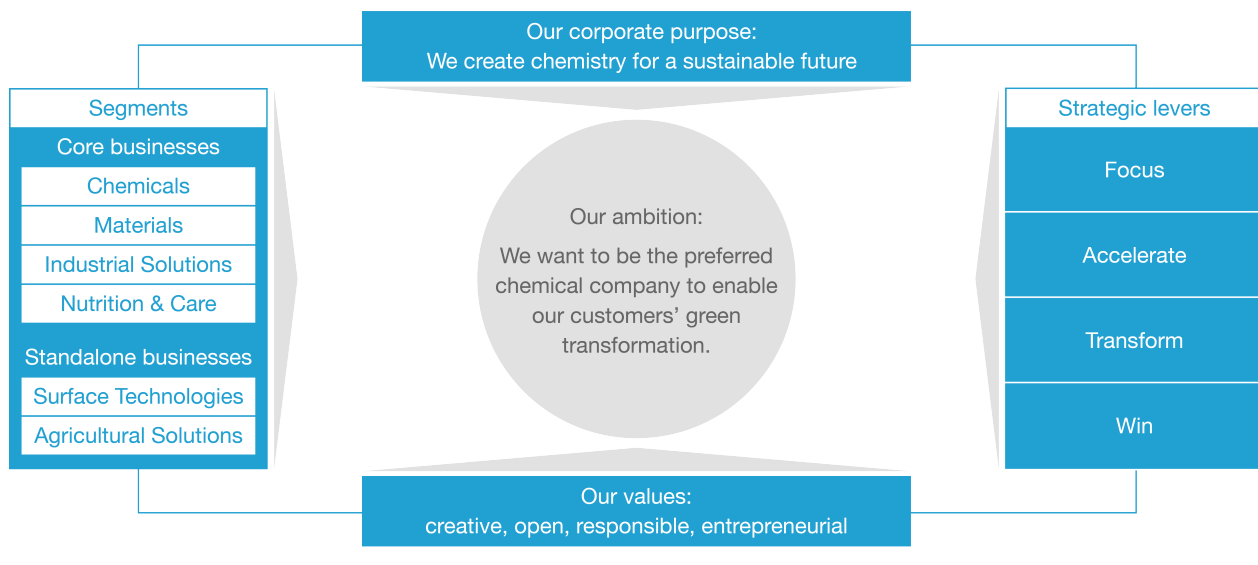 Our corporate purpose:
We create chemistry for a sustainable future
Segments
Core businesses
Chemicals
Materials
Industrial Solutions
Nutrition & Care
Standalone businesses
Surface Technologies
Agricultural Solutions
Our ambition:
We want to be the preferred
chemical company to enable
our customers’ green
transformation.
Strategic levers
Focus
Accelerate
Transform
Win
Our values:
creative, open, responsible, entrepreneurial